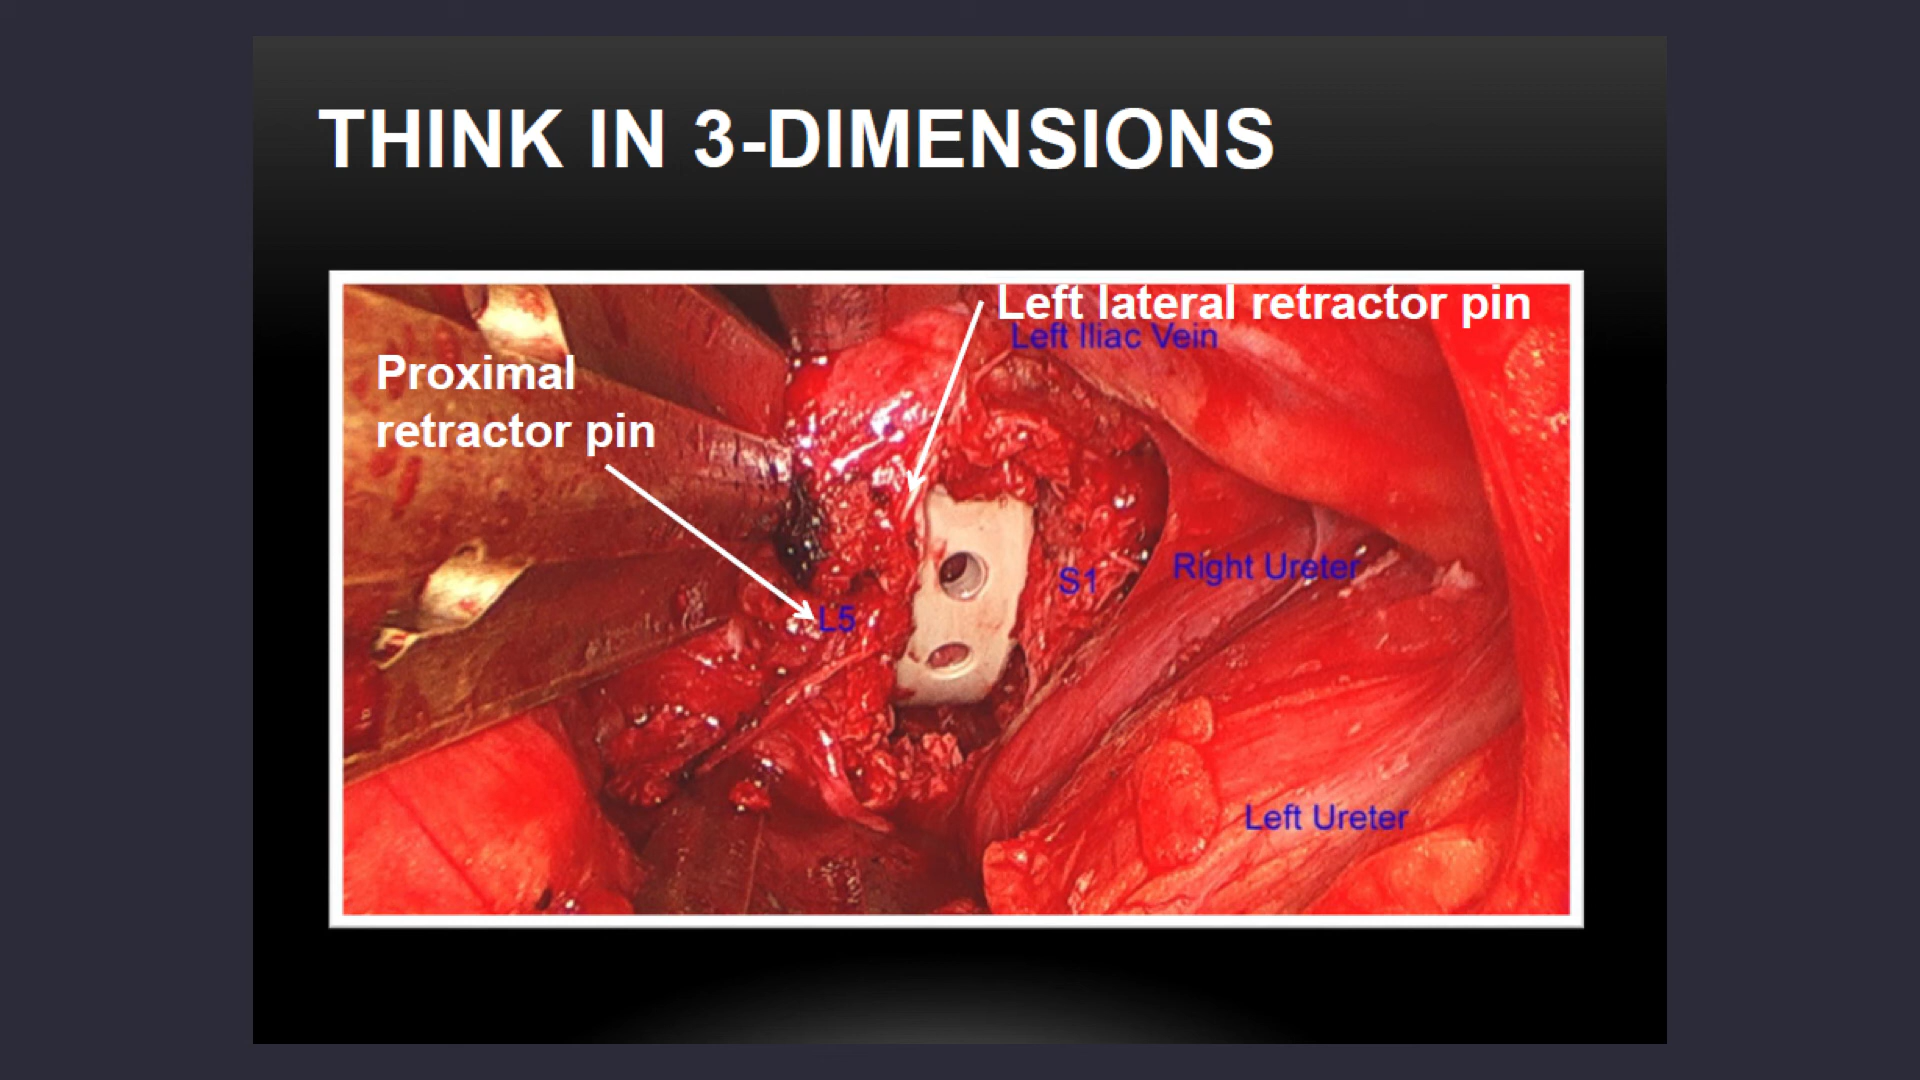 THINK IN 3-DIMENSIONS
Left lateral retractor pin
Left Iliac Vein
Proximal
retractor pin
Right Ureter
S1
L5
Left Ureter